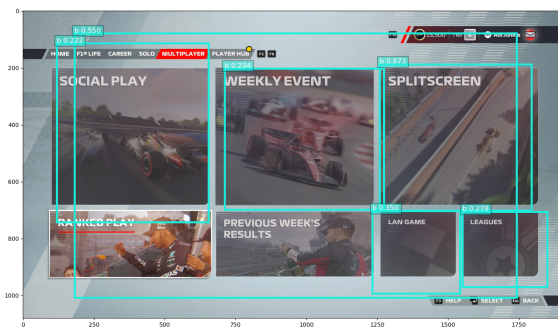 0
250
500
750
1000
1250
1500
1750
0
200
400
600
800
1000
b 0.550
b 0.222
b 0.234
b 0.673
b 0.350
b 0.278
HOME F1® LIFE CAREER SOLO MULTIPLAYER PLAYER HUB
SOCIAL PLAY
WEEKLY EVENT
SPLITSCREEN
RANKED PLAY
PREVIOUS WEEK'S
RESULTS
LAN GAME
LEAGUES
HELP SELECT BACK